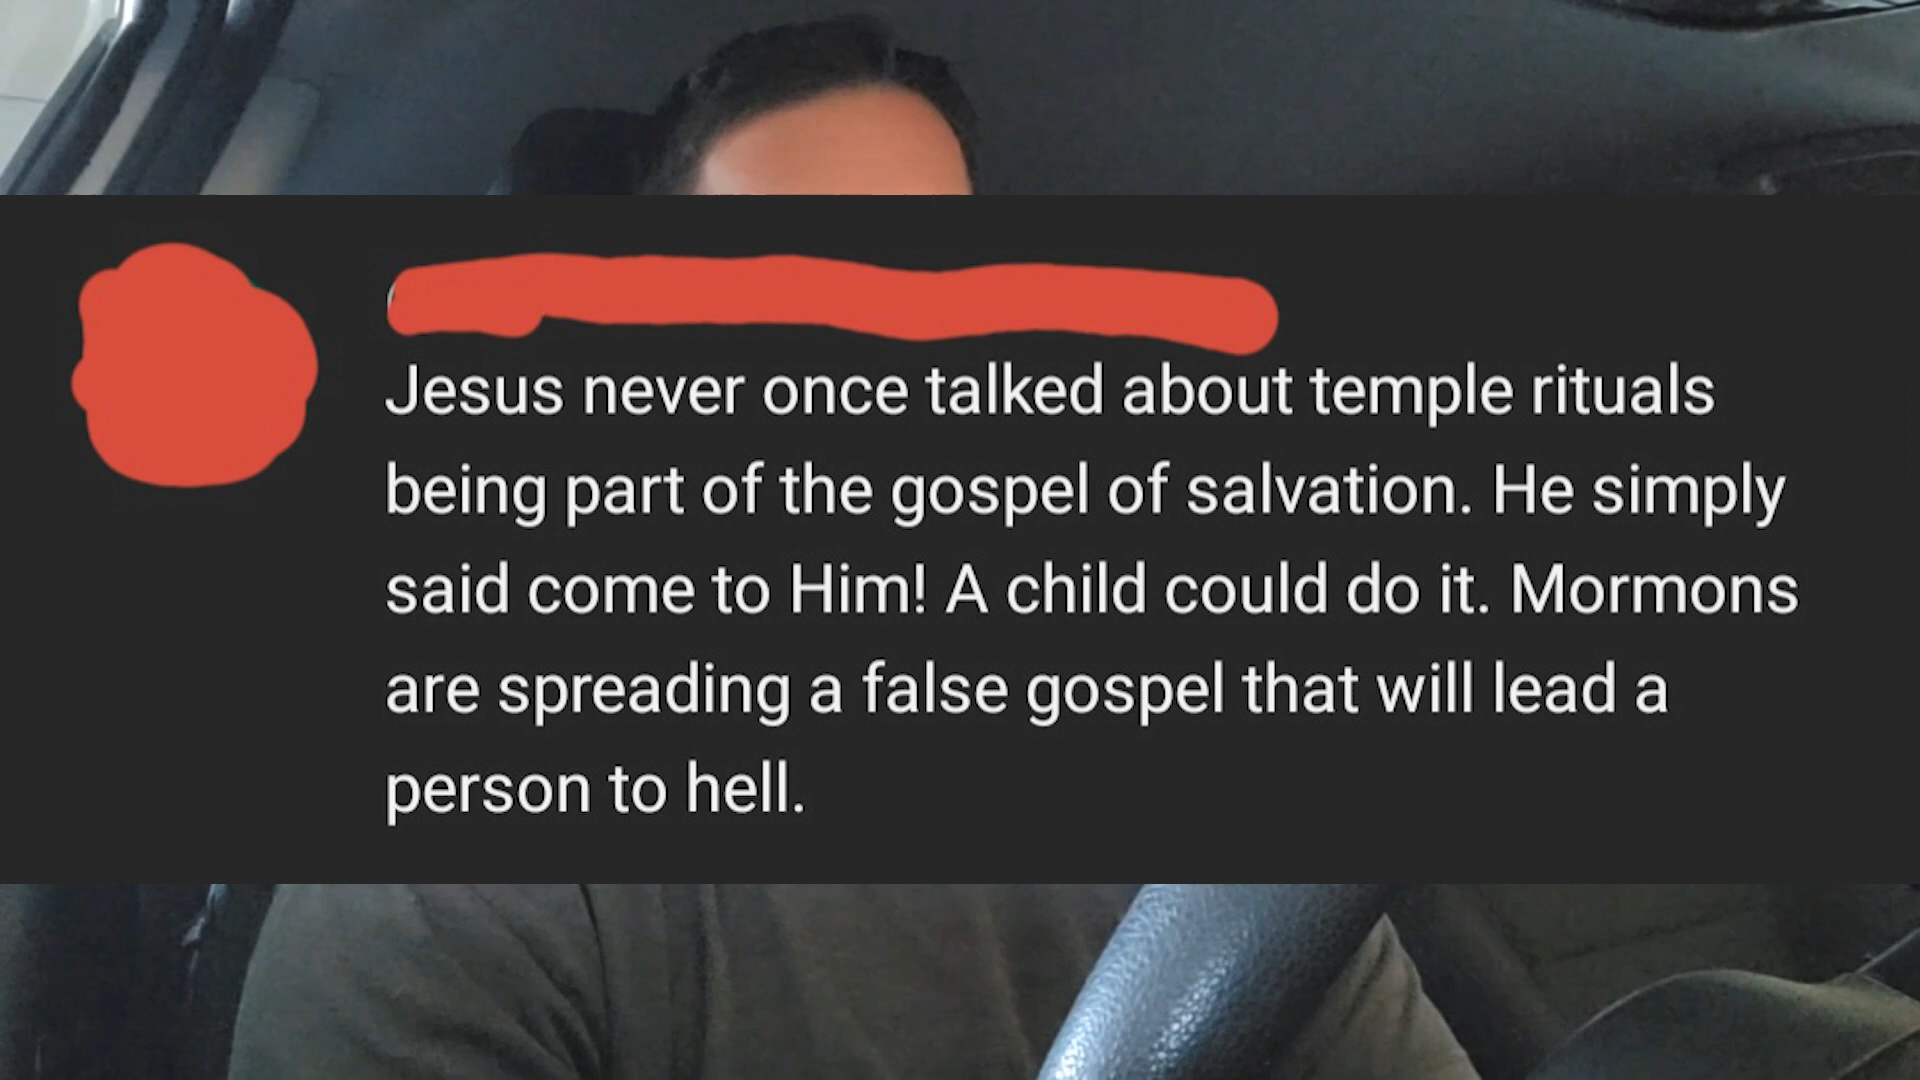 Jesus never once talked about temple rituals
being part of the gospel of salvation. He simply
said come to Him! A child could do it. Mormons
are spreading a false gospel that will lead a
person to hell.